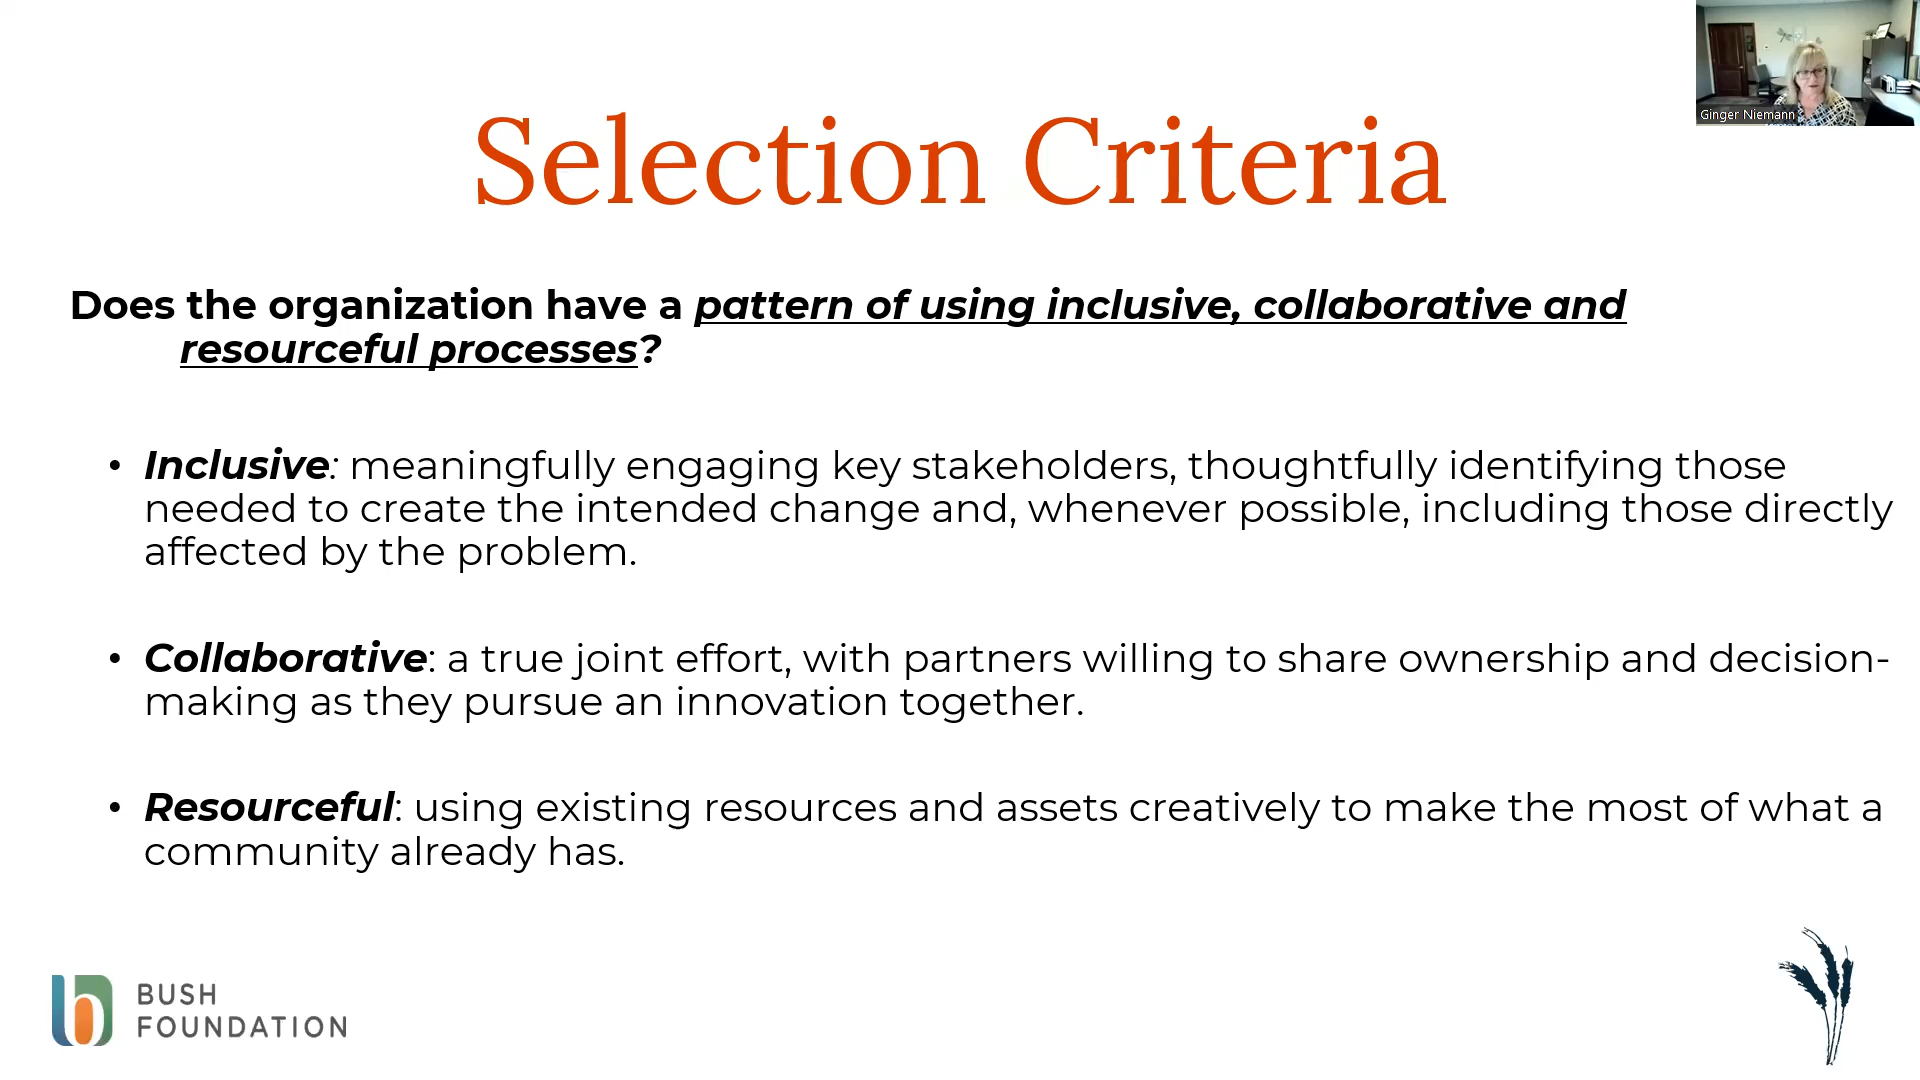 Ginger Niemann
Selection Criteria
Does the organization have a pattern of using inclusive, collaborative and
resourceful processes?
• Inclusive: meaningfully engaging key stakeholders, thoughtfully identifying those
needed to create the intended change and, whenever possible, including those directly
affected by the problem.
• Collaborative: a true joint effort, with partners willing to share ownership and decision-
making as they pursue an innovation together.
• Resourceful: using existing resources and assets creatively to make the most of what a
community already has.
BUSH
FOUNDATION